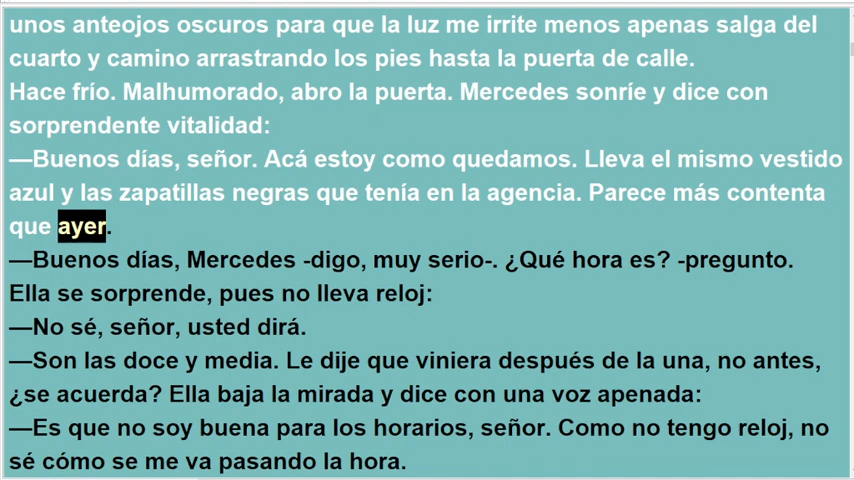 unos anteojos oscuros para que la luz me irrite menos apenas salga del
cuarto y camino arrastrando los pies hasta la puerta de calle.
Hace frío. Malhumorado, abro la puerta. Mercedes sonríe y dice con
sorprendente vitalidad:
—Buenos días, señor. Acá estoy como quedamos. Lleva el mismo vestido
azul y las zapatillas negras que tenía en la agencia. Parece más contenta
que ayer.
—Buenos días, Mercedes -digo, muy serio-. ¿Qué hora es? -pregunto.
Ella se sorprende, pues no lleva reloj:
—No sé, señor, usted dirá.
—Son las doce y media. Le dije que viniera después de la una, no antes,
¿se acuerda? Ella baja la mirada y dice con una voz apenada:
—Es que no soy buena para los horarios, señor. Como no tengo reloj, no
sé cómo se me va pasando la hora.